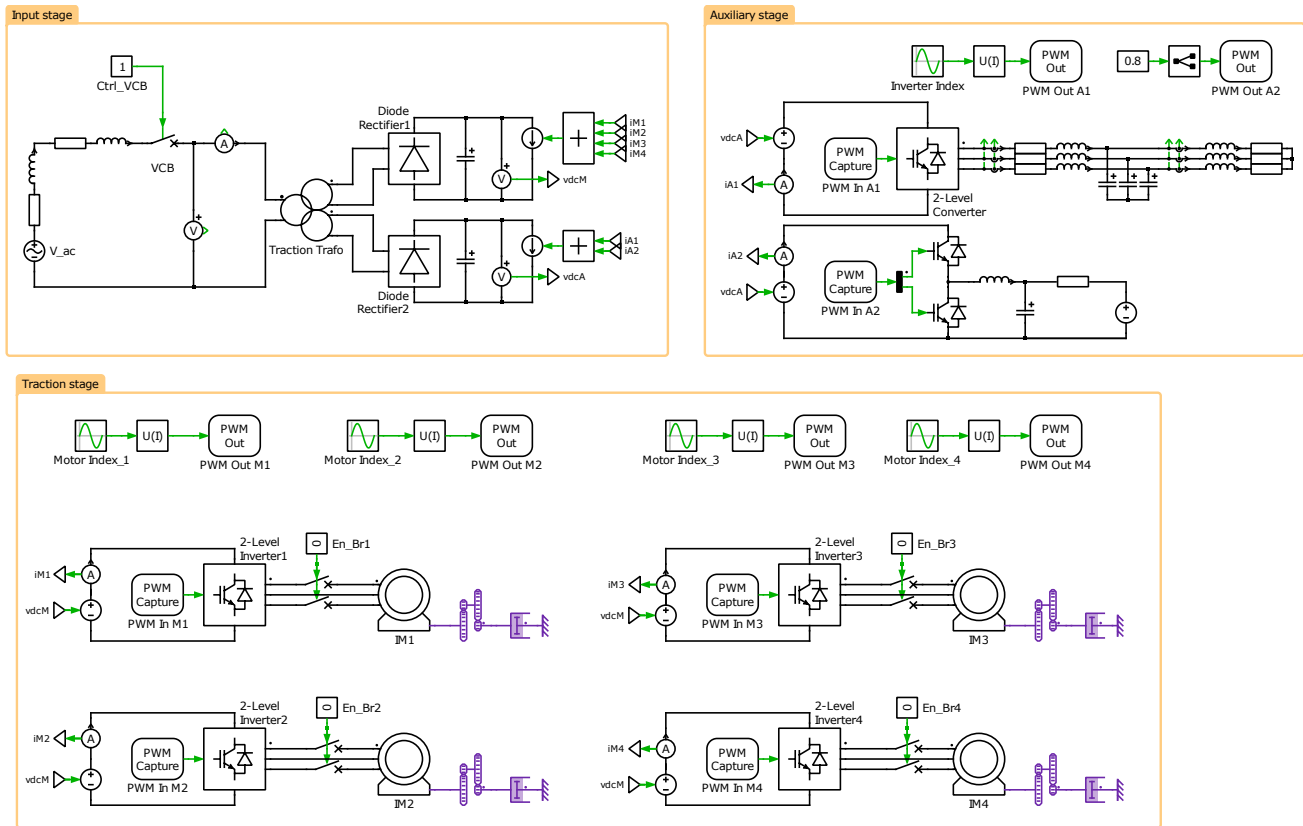 Input stage
1
Ctrl_VCB
VCB
A
V
V_ac
Traction Trafo
Diode
Rectifier1
V
iM1
iM2
iM3
iM4
vdcM
Diode
Rectifier2
V
iA1
iA2
vdcA
Auxiliary stage
Inverter Index
U(I)
PWM
Out
PWM Out A1
0.8
PWM
Out
PWM Out A2
vdcA
iA1
A
PWM
Capture
PWM In A1
2-Level
Converter
iA2
A
vdcA
PWM
Capture
PWM In A2
Traction stage
Motor Index_1
U(I)
PWM
Out
PWM Out M1
Motor Index_2
U(I)
PWM
Out
PWM Out M2
Motor Index_3
U(I)
PWM
Out
PWM Out M3
Motor Index_4
U(I)
PWM
Out
PWM Out M4
iM1
A
vdcM
PWM
Capture
PWM In M1
2-Level
Inverter1
0
En_Br1
IM1
iM3
A
vdcM
PWM
Capture
PWM In M3
2-Level
Inverter3
0
En_Br3
IM3
iM2
A
vdcM
PWM
Capture
PWM In M2
2-Level
Inverter2
0
En_Br2
IM2
iM4
A
vdcM
PWM
Capture
PWM In M4
2-Level
Inverter4
0
En_Br4
IM4